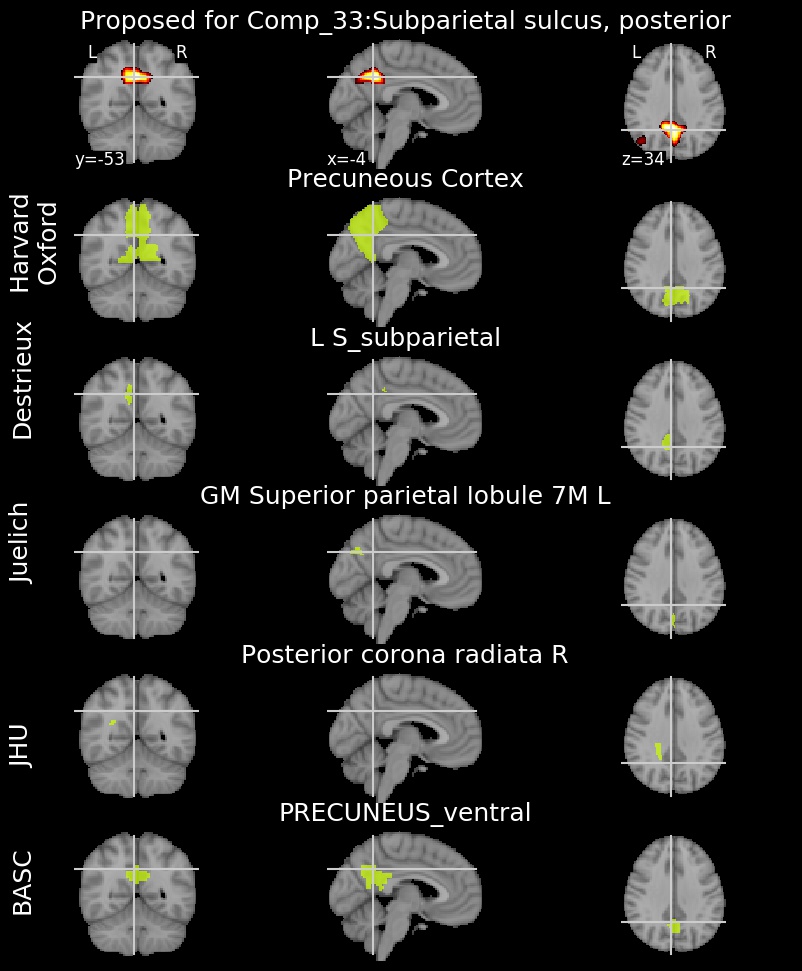 Proposed for Comp_33:Subparietal sulcus, posterior
L R L R
y=-53 x=-4 z=34
Precuneous Cortex
Harvard
Oxford
L S_subparietal
Destrieux
GM Superior parietal lobule 7M L
Juelich
Posterior corona radiata R
JHU
PRECUNEUS_ventral
BASC